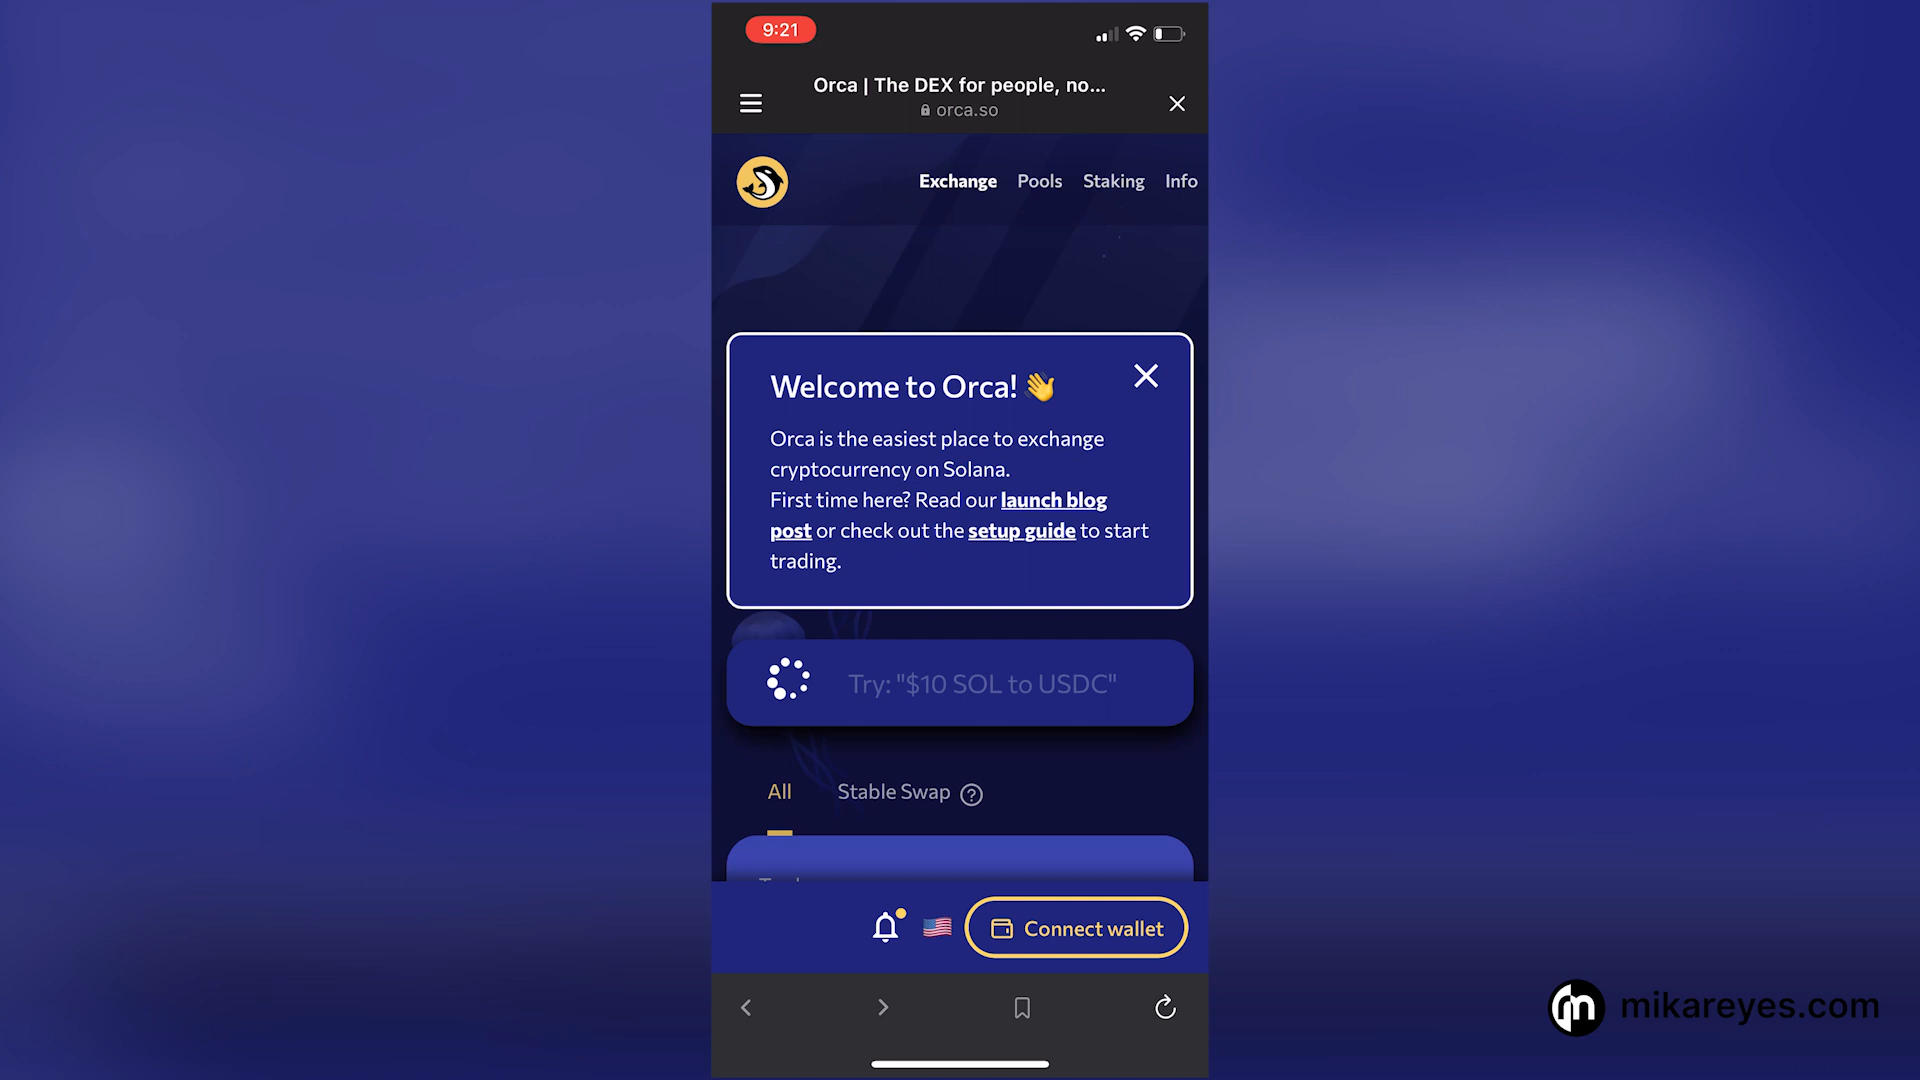 9:21
Orca | The DEX for people, no...
orca.so
Exchange Pools Staking Info
Welcome to Orca! 👋
Orca is the easiest place to exchange
cryptocurrency on Solana.
First time here? Read our launch blog
post or check out the setup guide to start
trading.
Try: "$10 SOL to USDC"
All Stable Swap ?
Connect wallet
mikareyes.com